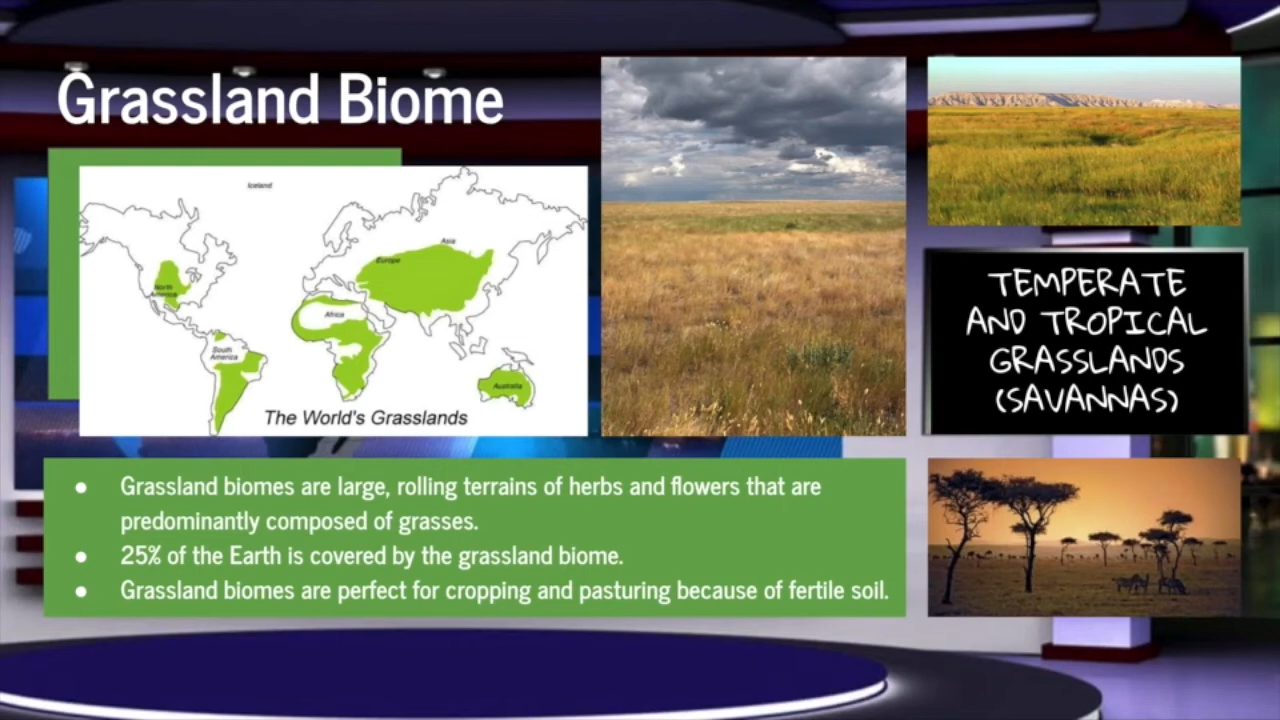 Grassland Biome
Iceland
Asia
Europe
North
America
Africa
South
America
Australia
The World's Grasslands
TEMPERATE
AND TROPICAL
GRASSLANDS
(SAVANNAS)
● Grassland biomes are large, rolling terrains of herbs and flowers that are
predominantly composed of grasses.
● 25% of the Earth is covered by the grassland biome.
● Grassland biomes are perfect for cropping and pasturing because of fertile soil.